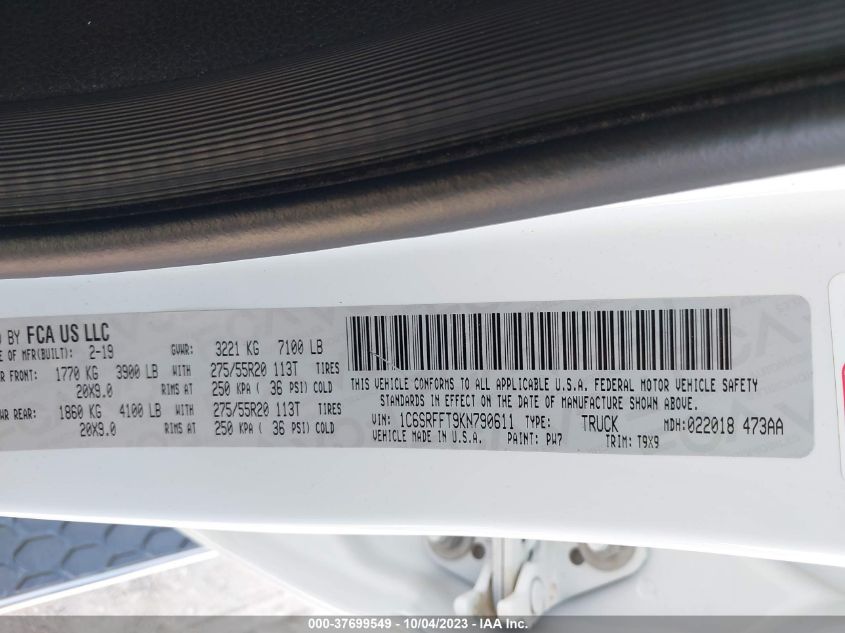 D BY FCA US LLC
E OF MFR(BUILT): 2-19 GVWR: 3221 KG 7100 LB
R FRONT: 1770 KG 3900 LB WITH 275/55R20 113T TIRES
20X9.0 RIMS AT 250 KPA ( 36 PSI) COLD
WR REAR: 1860 KG 4100 LB WITH 275/55R20 113T TIRES
20X9.0 RIMS AT 250 KPA ( 36 PSI) COLD
THIS VEHICLE CONFORMS TO ALL APPLICABLE U.S.A. FEDERAL MOTOR VEHICLE SAFETY
STANDARDS IN EFFECT ON THE DATE OF MANUFACTURE SHOWN ABOVE.
VIN: 1C6SRFFT9KN790611 TYPE: TRUCK MDH:022018 473AA
VEHICLE MADE IN U.S.A. PAINT: PW7 TRIM: T9X9
000-37699549 - 10/04/2023 - IAA Inc.